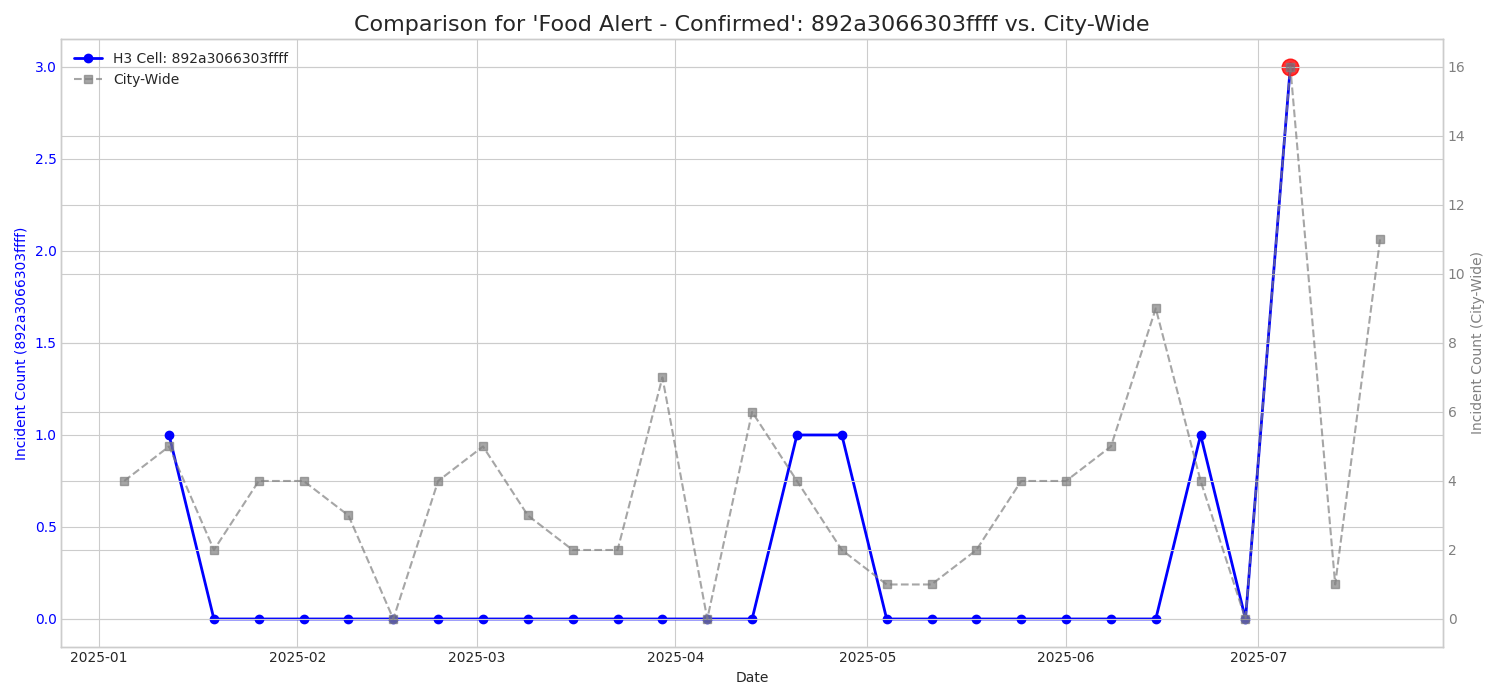 Comparison for 'Food Alert - Confirmed': 892a3066303ffff vs. City-Wide
H3 Cell: 892a3066303ffff
City-Wide
3.0
2.5
2.0
1.5
1.0
0.5
0.0
Incident Count (892a3066303ffff)
16
14
12
10
8
6
4
2
0
Incident Count (City-Wide)
2025-01 2025-02 2025-03 2025-04 2025-05 2025-06 2025-07
Date